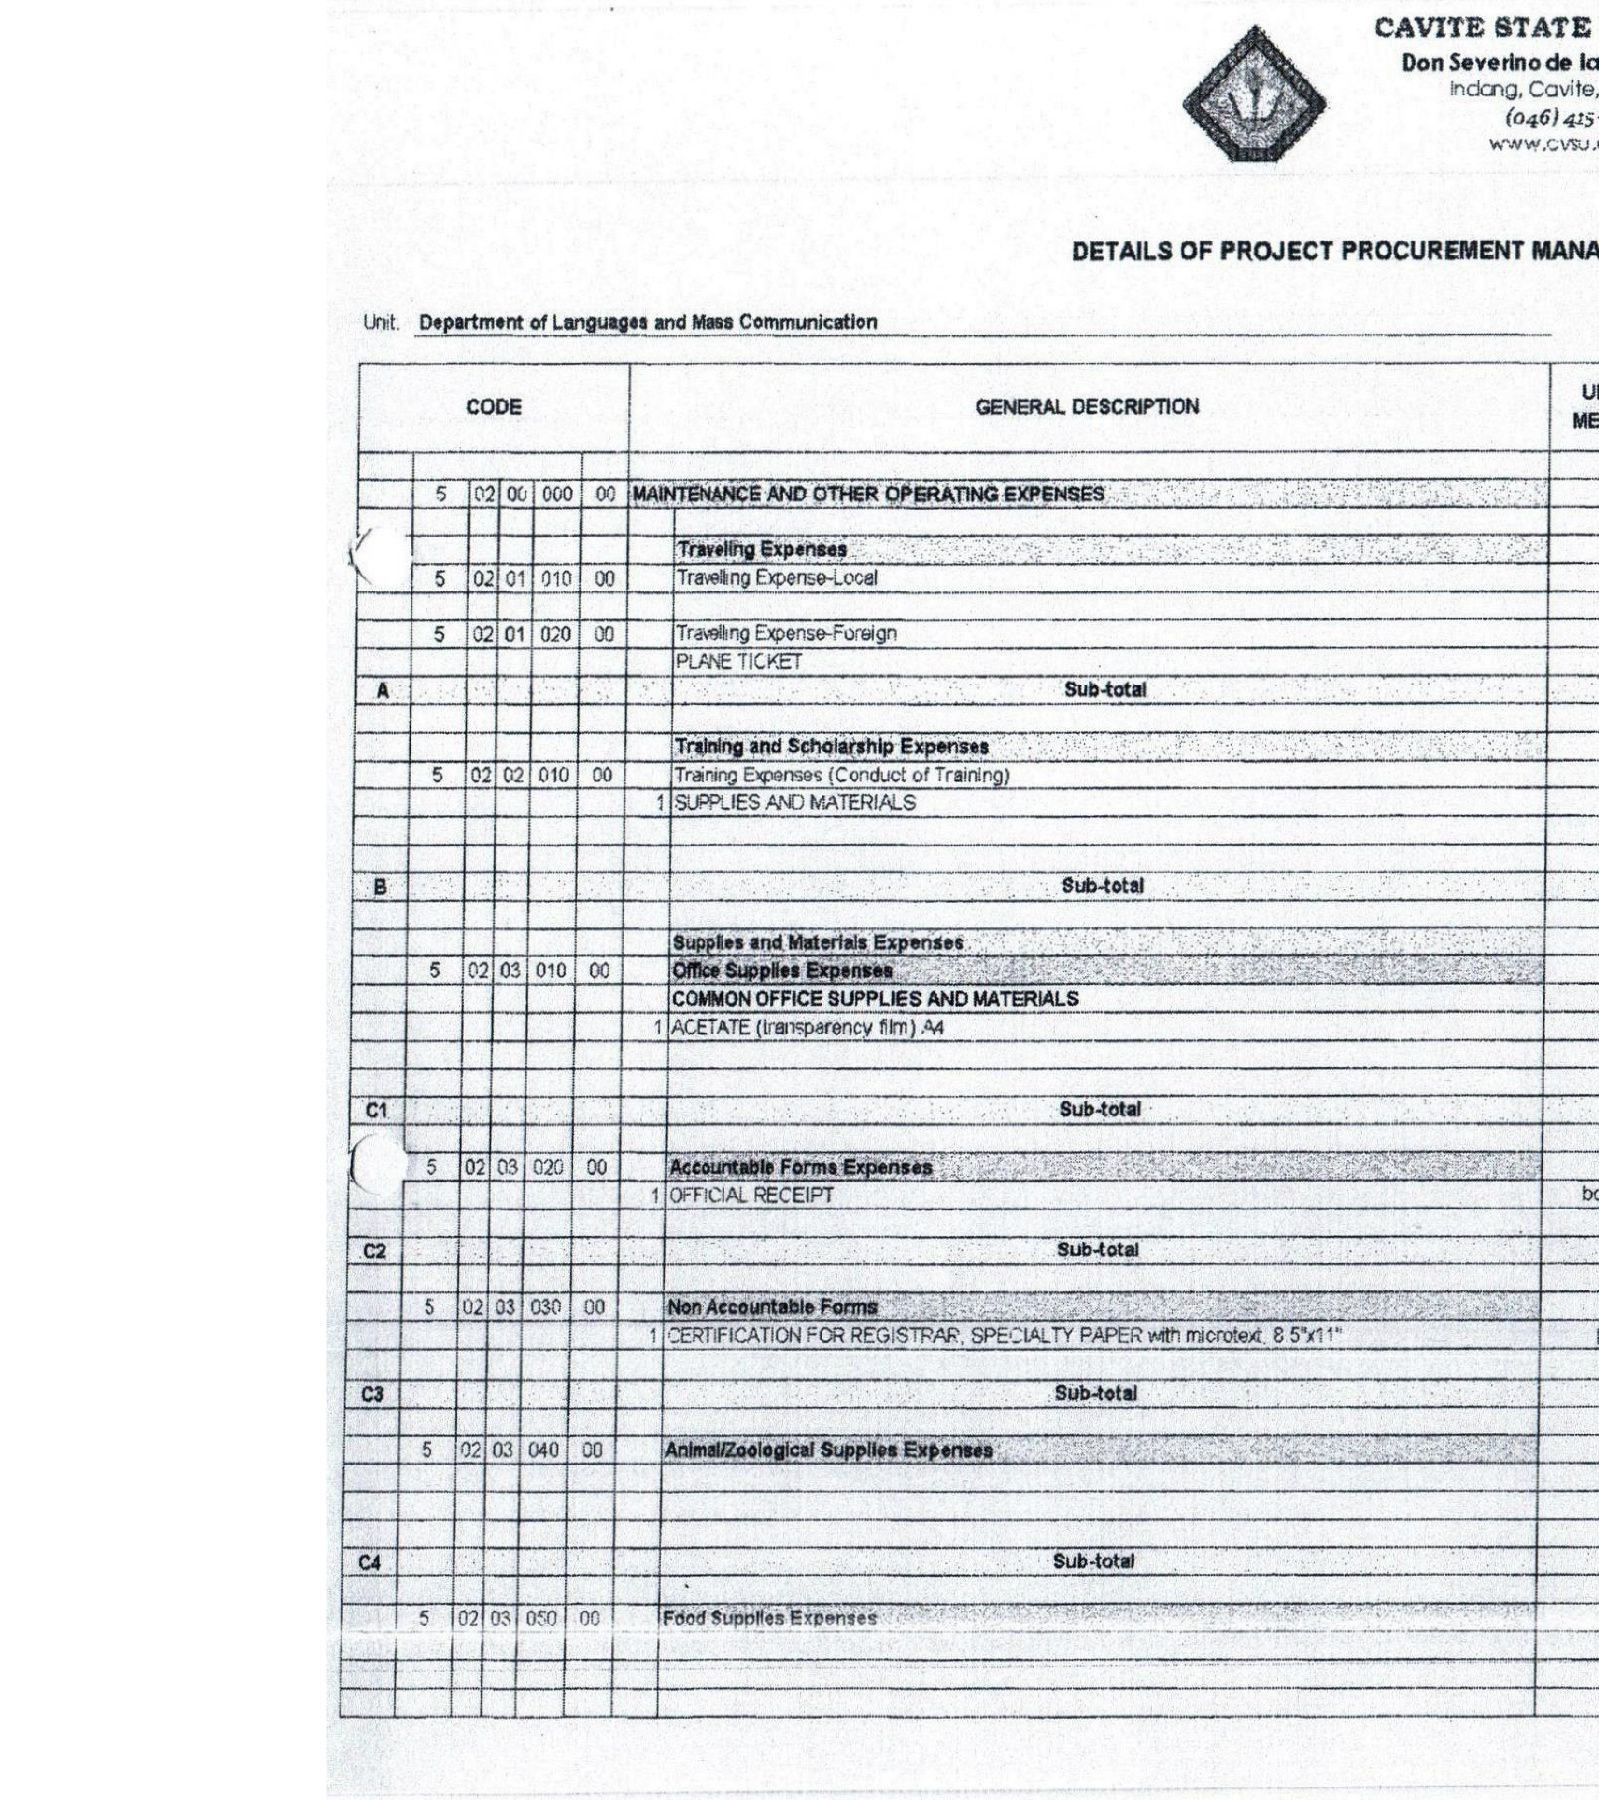 CAVITE STATE
Don Severino de
Indang, Cavite,
(046) 415-
www.cvsu.
DETAILS OF PROJECT PROCUREMENT
Unit. Department of Languages and Mass Communication
CODE GENERAL DESCRIPTION
5 02 00 000 00 MAINTENANCE AND OTHER OPERATING EXPENSES
Traveling Expenses
5 02 01 010 00 Travelling Expense-Local
5 02 01 020 00 Travelling Expense-Foreign
PLANE TICKET
A Sub-total
Training and Scholarship Expenses
5 02 02 010 00 Training Expenses (Conduct of Training)
1 SUPPLIES AND MATERIALS
B Sub-total
Supplies and Materials Expenses
5 02 03 010 00 Office Supplies Expenses
COMMON OFFICE SUPPLIES AND MATERIALS
1 ACETATE (transparency film) A4
C1 Sub-total
5 02 03 020 00 Accountable Forms Expenses
1 OFFICIAL RECEIPT
C2 Sub-total
5 02 03 030 00 Non Accountable Forms
1 CERTIFICATION FOR REGISTRAR, SPECIALTY PAPER with microtext, 8.5"x11"
C3 Sub-total
5 02 03 040 00 Animal/Zoological Supplies Expenses
C4 Sub-total
5 02 03 050 00 Food Supplies Expenses